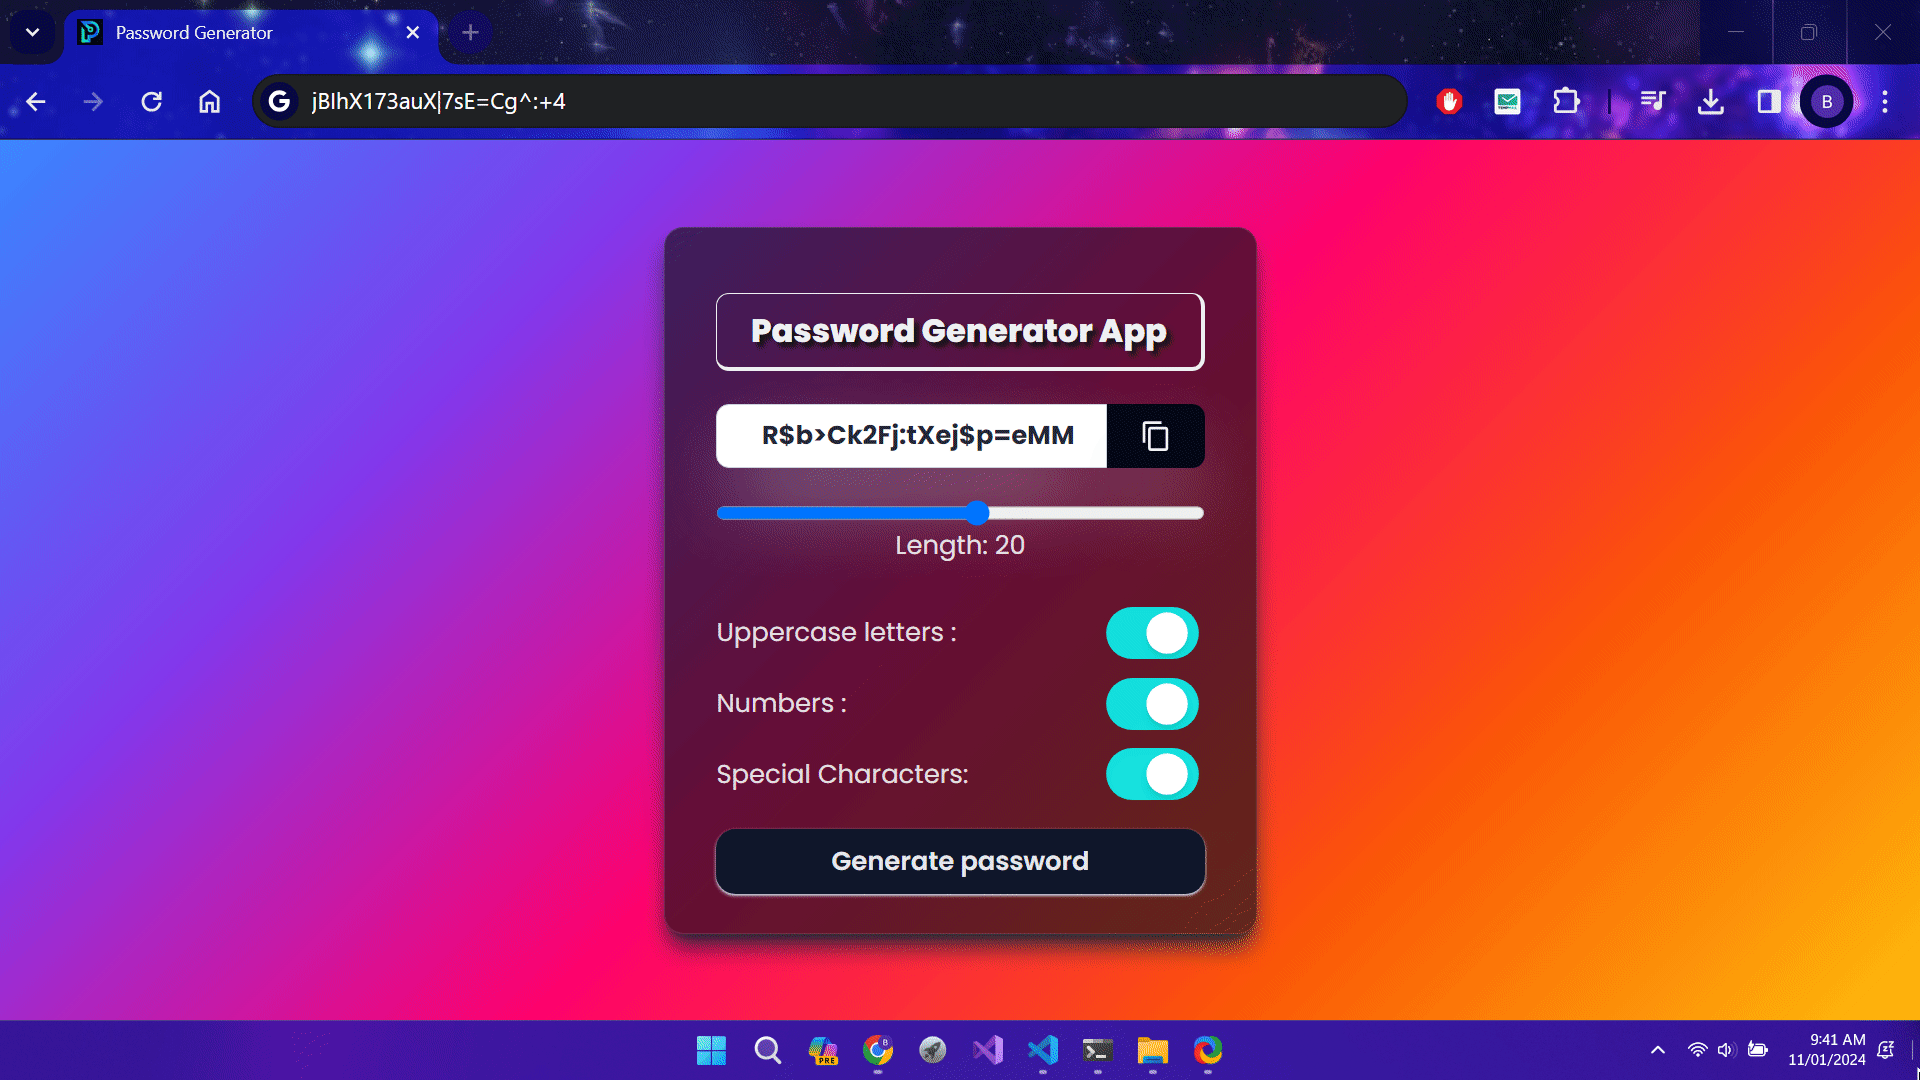 Password Generator
jBIhX173auX|7sE=Cg^:+4
B
Password Generator App
R$b>Ck2Fj:tXej$p=eMM
Length: 20
Uppercase letters :
Numbers :
Special Characters:
Generate password
B
PRE
9:41 AM
11/01/2024